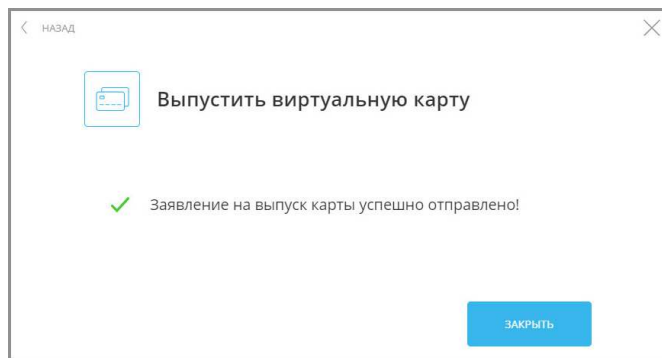 НАЗАД
Выпустить виртуальную карту
Заявление на выпуск карты успешно отправлено!
ЗАКРЫТЬ